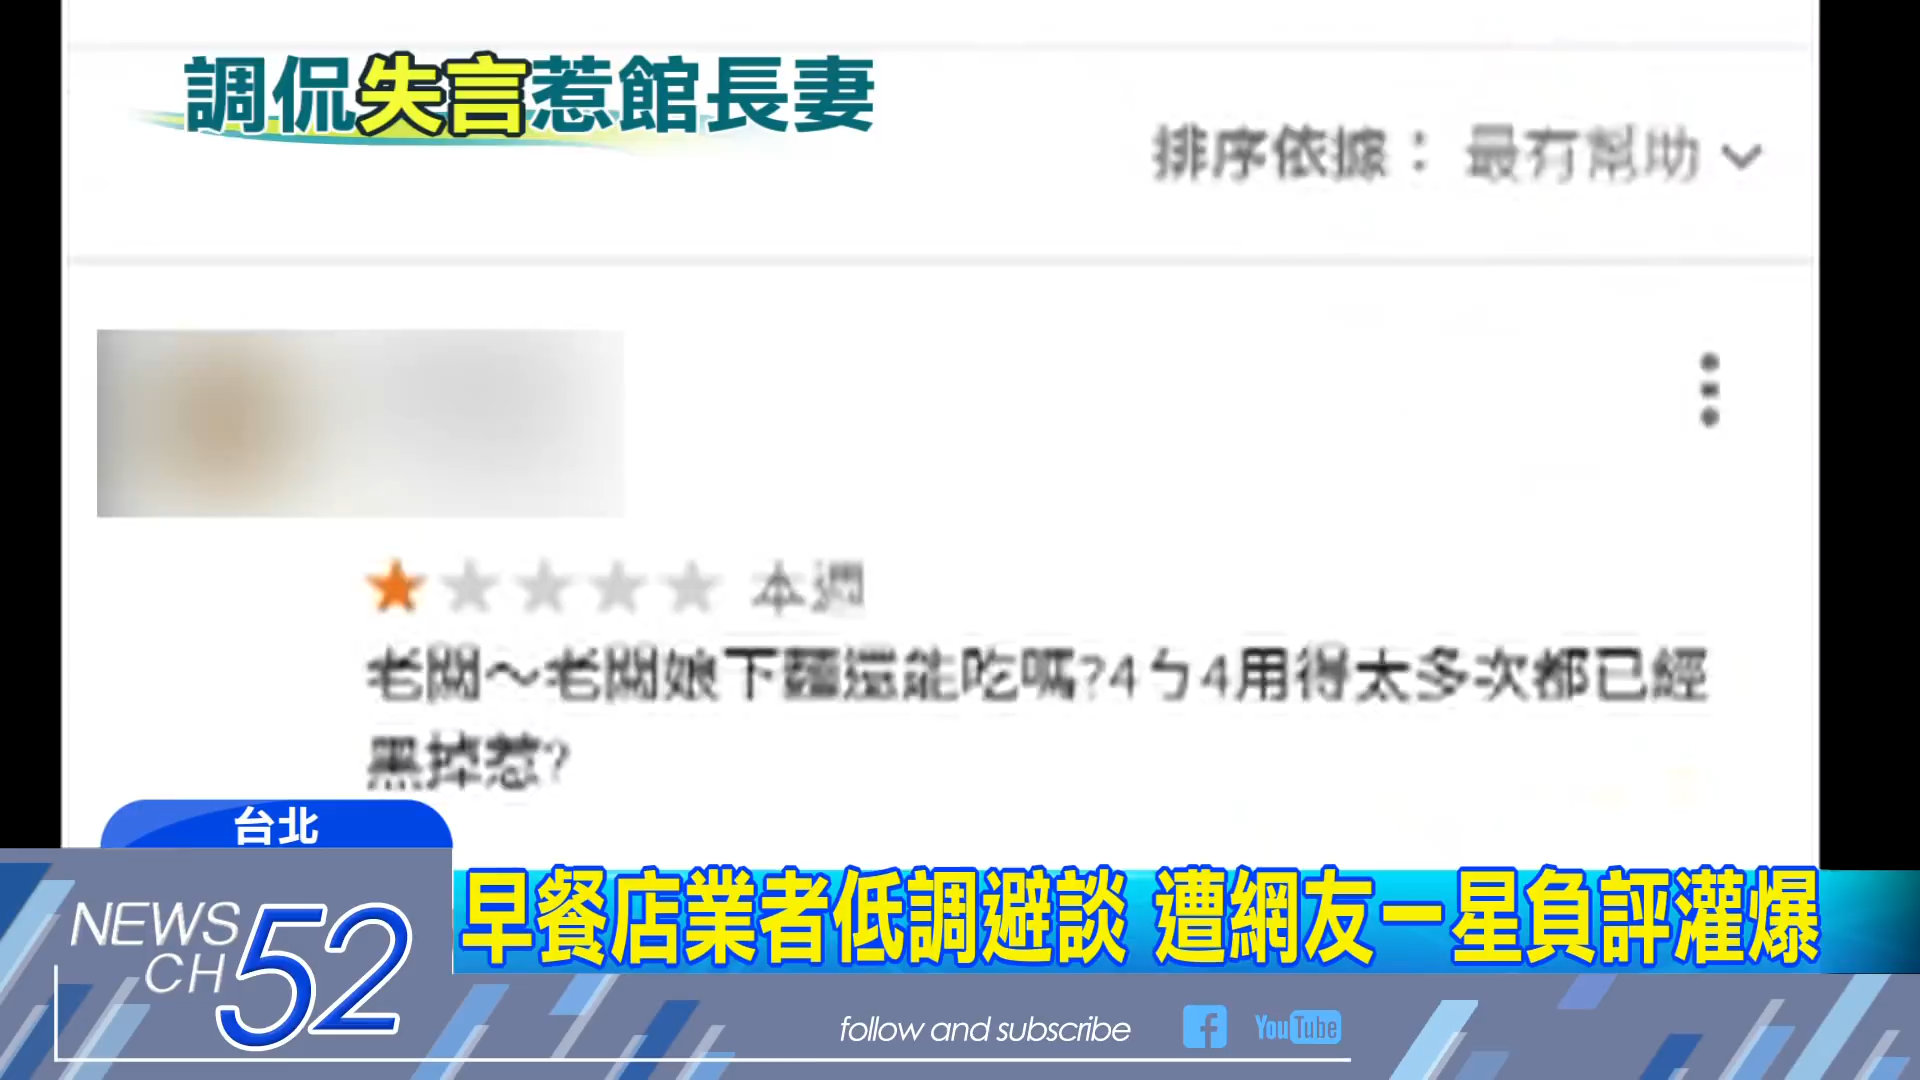 調侃失言惹館長妻
排序依據： 最有幫助
本週
老闆～老闆娘下麵還能吃嗎?4ㄅ4用得太多次都已經
黑掉惹?
台北
早餐店業者低調避談 遭網友一星負評灌爆
NEWS
CH 52
follow and subscribe
YouTube